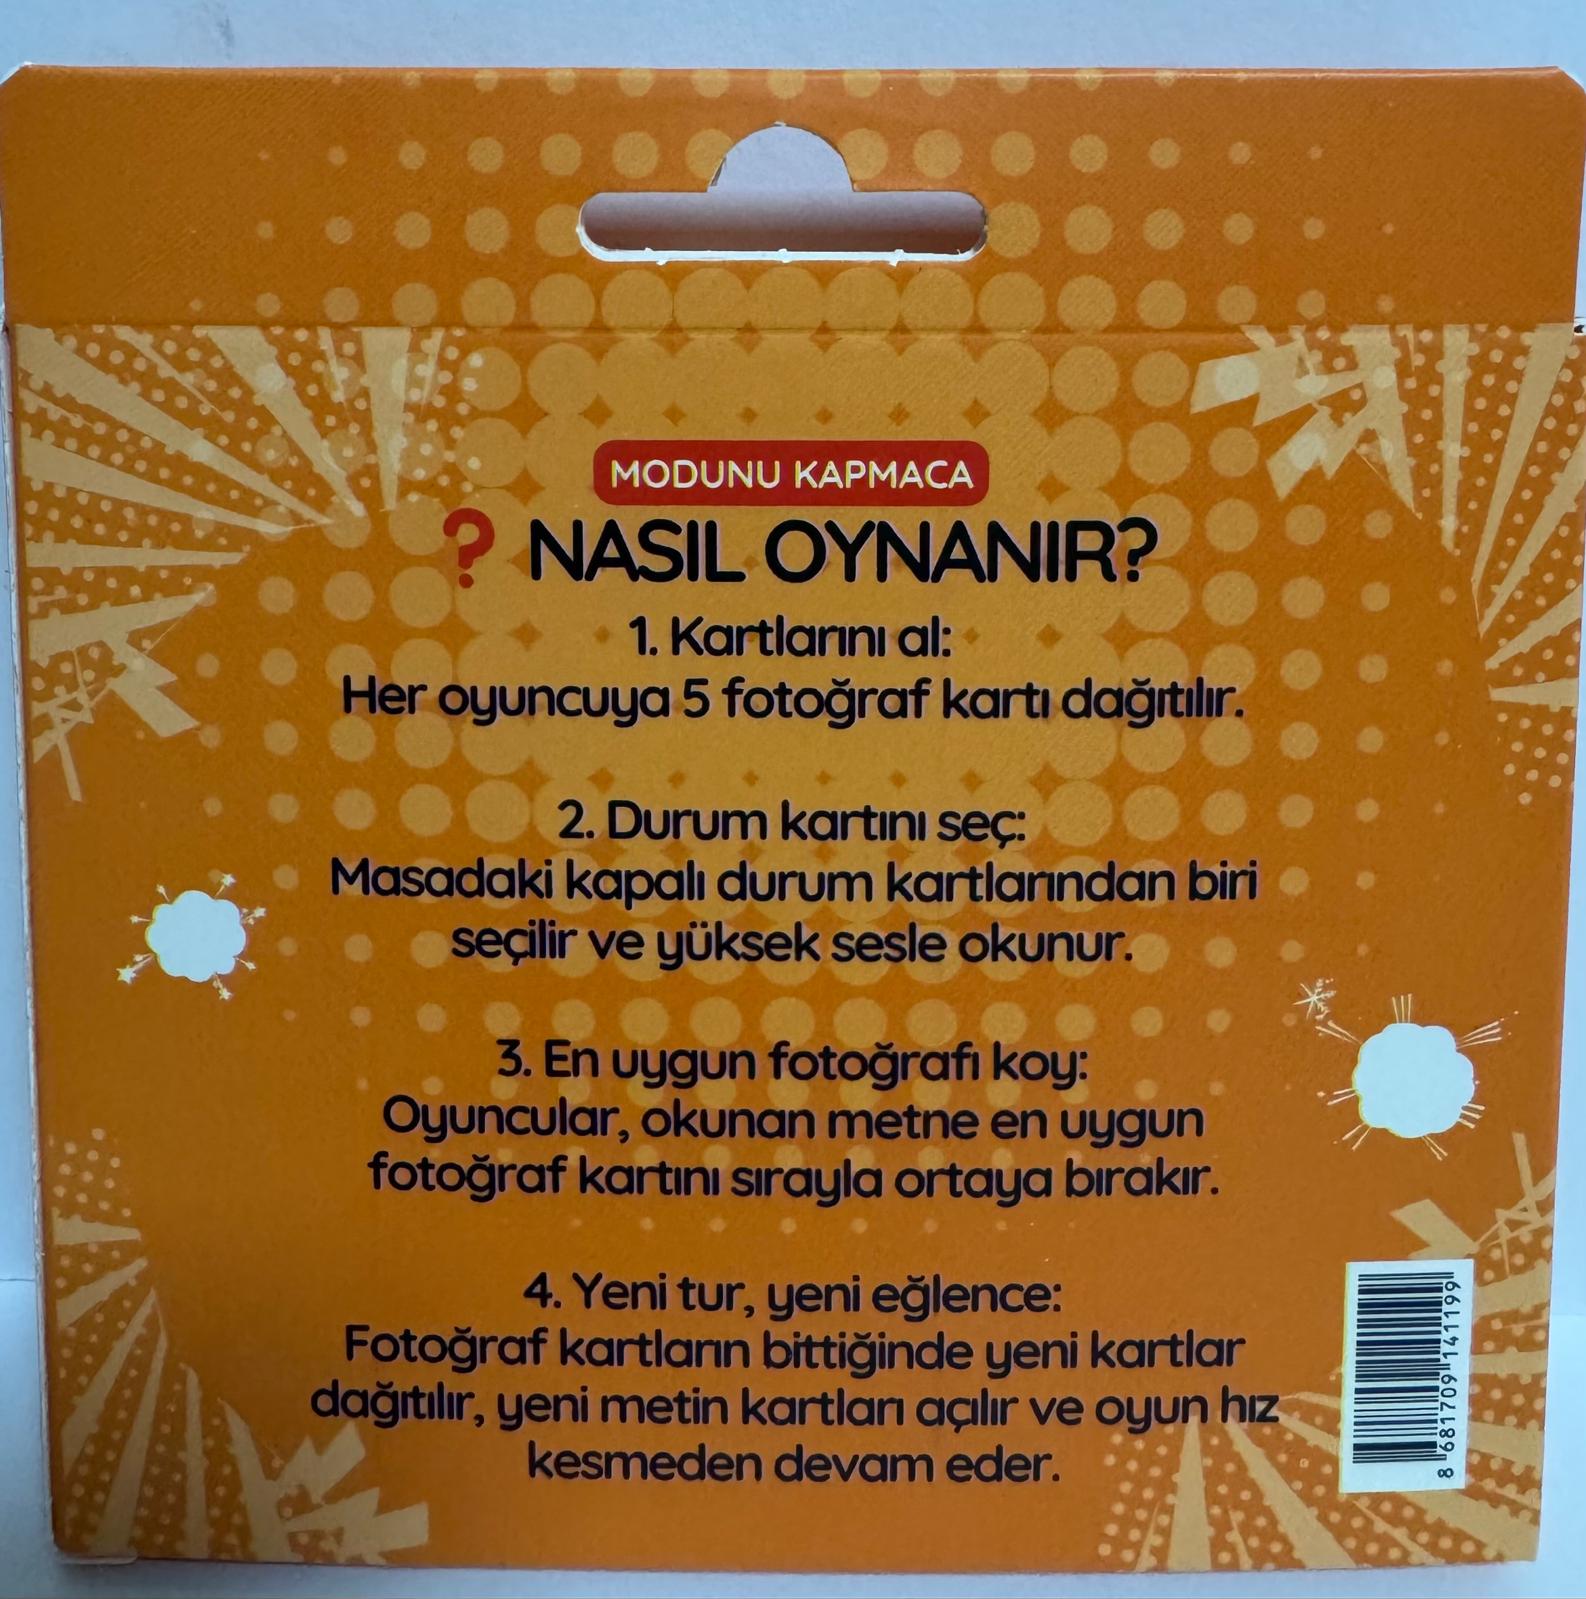 MODUNU KAPMACA
? NASIL OYNANIR?
1. Kartlarını al:
Her oyuncuya 5 fotoğraf kartı dağıtılır.
2. Durum kartını seç:
Masadaki kapalı durum kartlarından biri
seçilir ve yüksek sesle okunur.
3. En uygun fotoğrafı koy:
Oyuncular, okunan metne en uygun
fotoğraf kartını sırayla ortaya bırakır.
4. Yeni tur, yeni eğlence:
Fotoğraf kartların bittiğinde yeni kartlar
dağıtılır, yeni metin kartları açılır ve oyun hız
kesmeden devam eder.
8 681709 141199